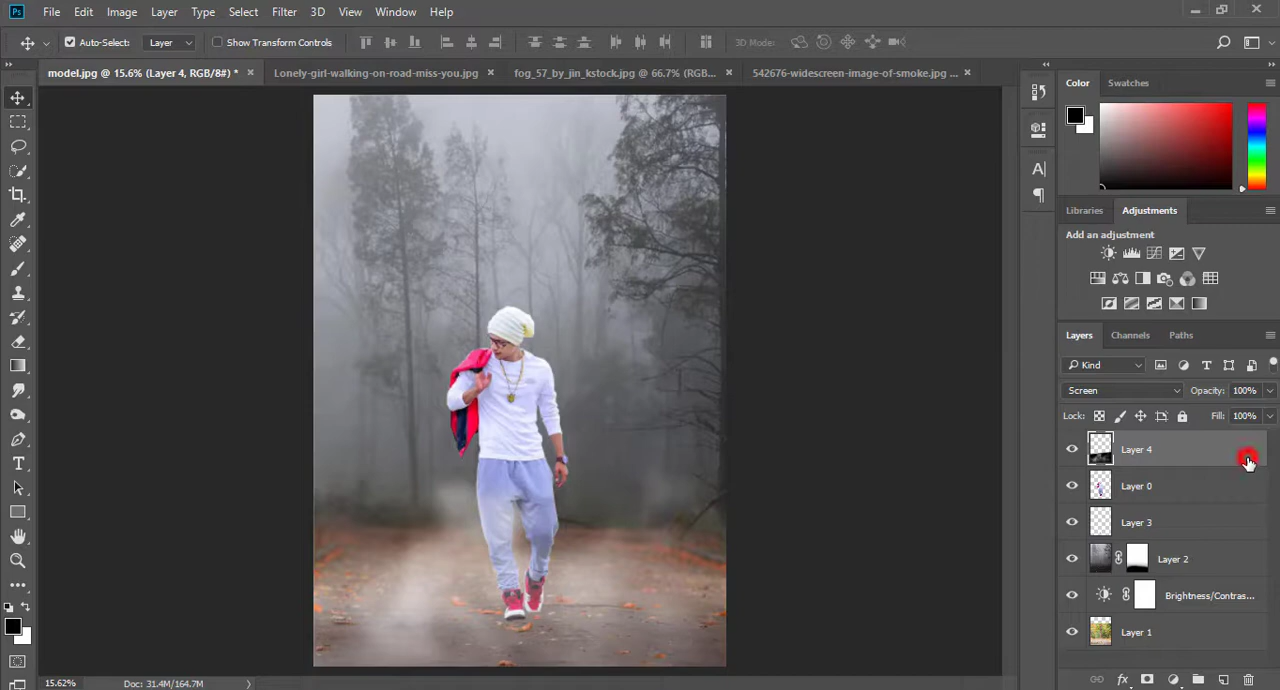 Ps File Edit Image Layer Type Select Filter 3D View Window Help
Auto-Select: Layer Show Transform Controls 3D Mode:
model.jpg @ 15.6% (Layer 4, RGB/8#) * × Lonely-girl-walking-on-road-miss-you.jpg × fog_57_by_jin_kstock.jpg @ 66.7% (RGB... × 542676-widescreen-image-of-smoke.jpg ... ×
Color Swatches
Libraries Adjustments
Add an adjustment
Layers Channels Paths
Kind
Screen Opacity: 100%
Lock: Fill: 100%
Layer 4
Layer 0
Layer 3
Layer 2
Brightness/Contras...
Layer 1
15.62% Doc: 31.4M/164.7M